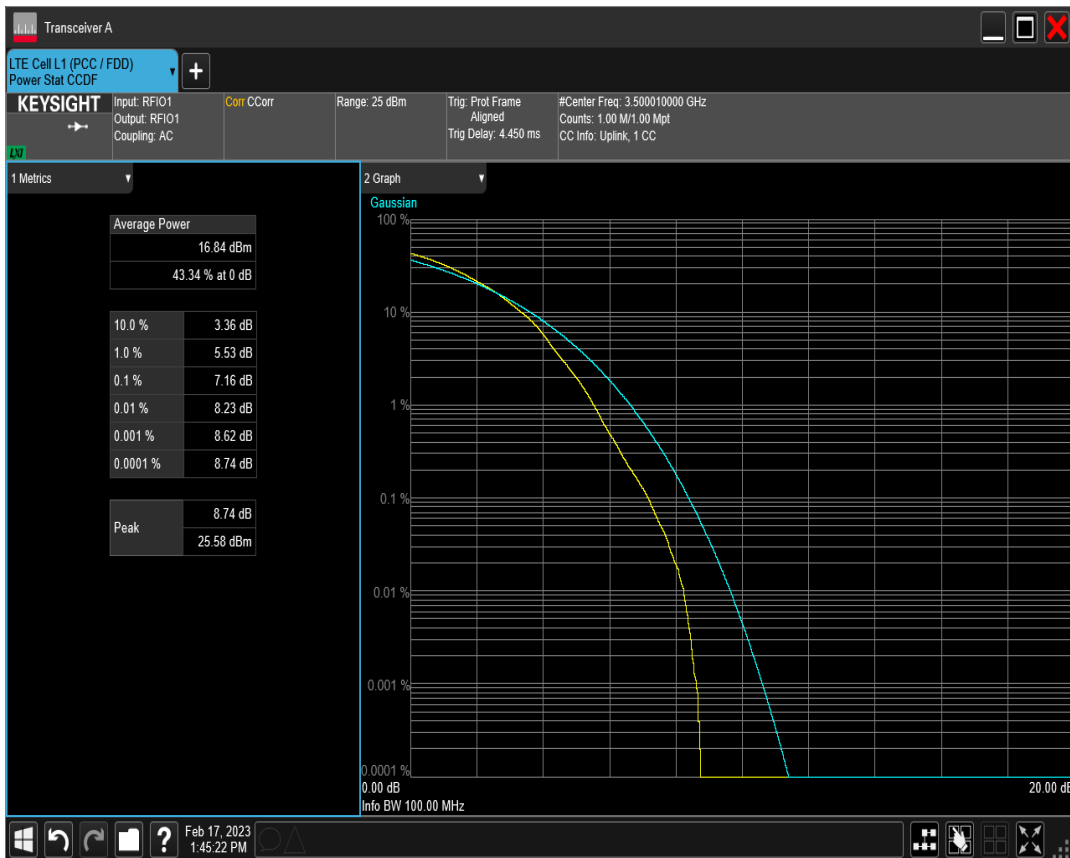 Transceiver A
LTE Cell L1 (PCC / FDD)
Power Stat CCDF
KEYSIGHT
LXI
Input: RFIO1
Output: RFIO1
Coupling: AC
Corr CCorr
Range: 25 dBm
Trig: Prot Frame
Aligned
Trig Delay: 4.450 ms
#Center Freq: 3.500010000 GHz
Counts: 1.00 M/1.00 Mpt
CC Info: Uplink, 1 CC
1 Metrics
Average Power
16.84 dBm
43.34 % at 0 dB
10.0 % 3.36 dB
1.0 % 5.53 dB
0.1 % 7.16 dB
0.01 % 8.23 dB
0.001 % 8.62 dB
0.0001 % 8.74 dB
Peak
8.74 dB
25.58 dBm
2 Graph
Gaussian
100 %
10 %
1 %
0.1 %
0.01 %
0.001 %
0.0001 %
0.00 dB 20.00 dB
Info BW 100.00 MHz
Feb 17, 2023
1:45:22 PM